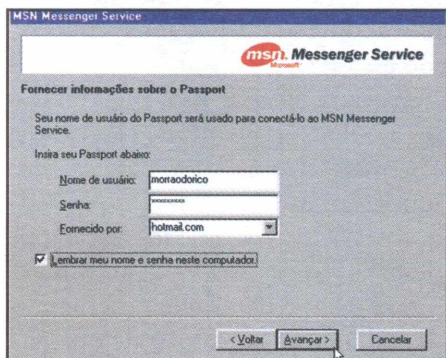 MSN Messenger Service
msn. Messenger Service
Microsoft
Fornecer informações sobre o Passport
Seu nome de usuário do Passport será usado para conectá-lo ao MSN Messenger
Service.
Insira seu Passport abaixo:
Nome de usuário: morraodorico
Senha: xxxxxxxxx
Fornecido por: hotmail.com
Lembrar meu nome e senha neste computador.
< Voltar Avançar > Cancelar